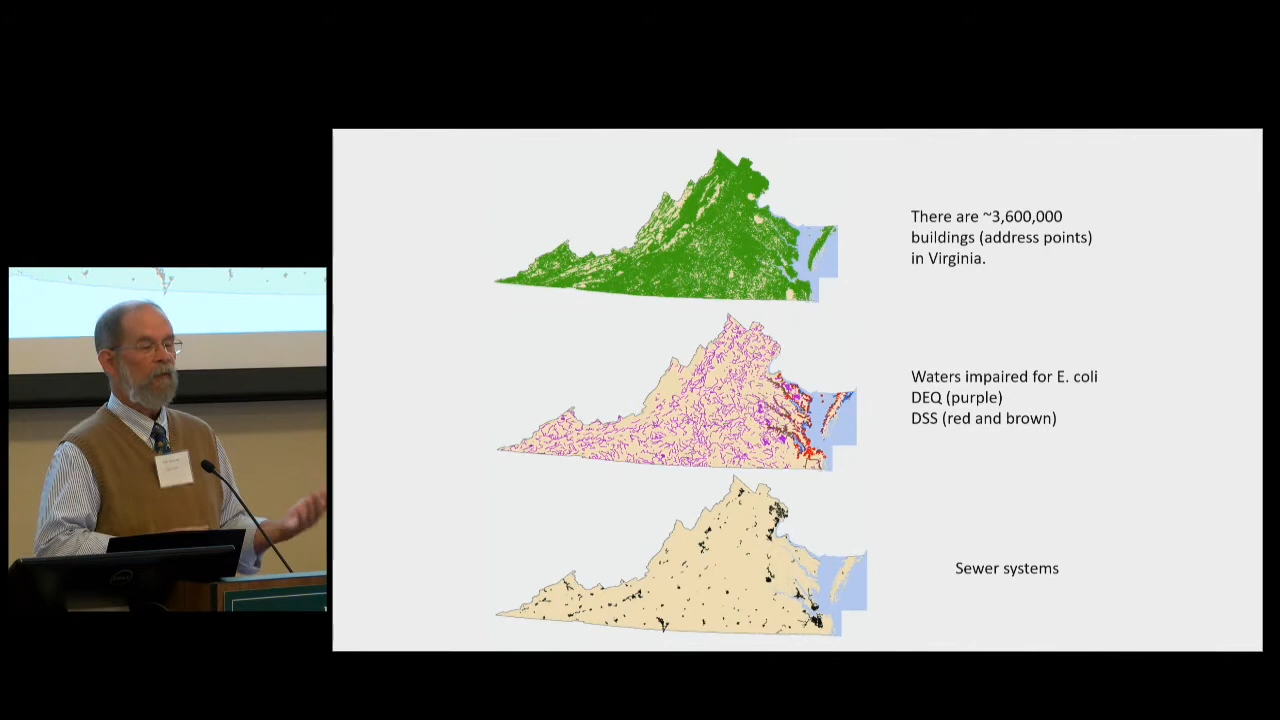 There are ~3,600,000
buildings (address points)
in Virginia.
Waters impaired for E. coli
DEQ (purple)
DSS (red and brown)
Sewer systems
DELL